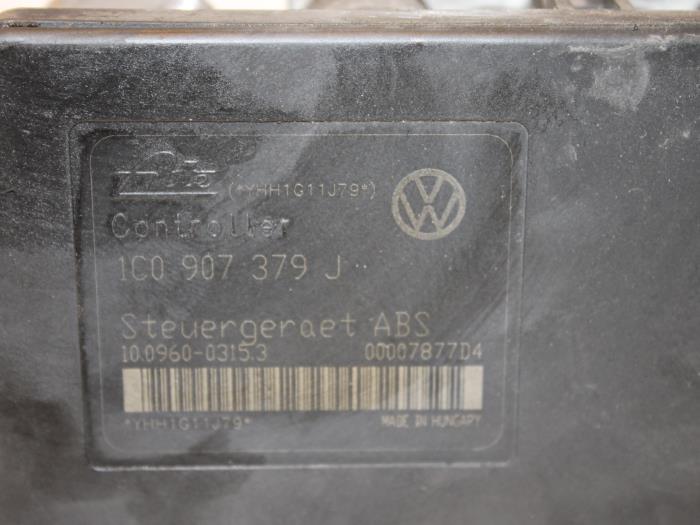 (*YHH1G11J79*)
Controller
1C0 907 379 J
Steuergeraet ABS
10.0960-0315.3 00007877D4
*YHH1G11J79*
MADE IN HUNGARY